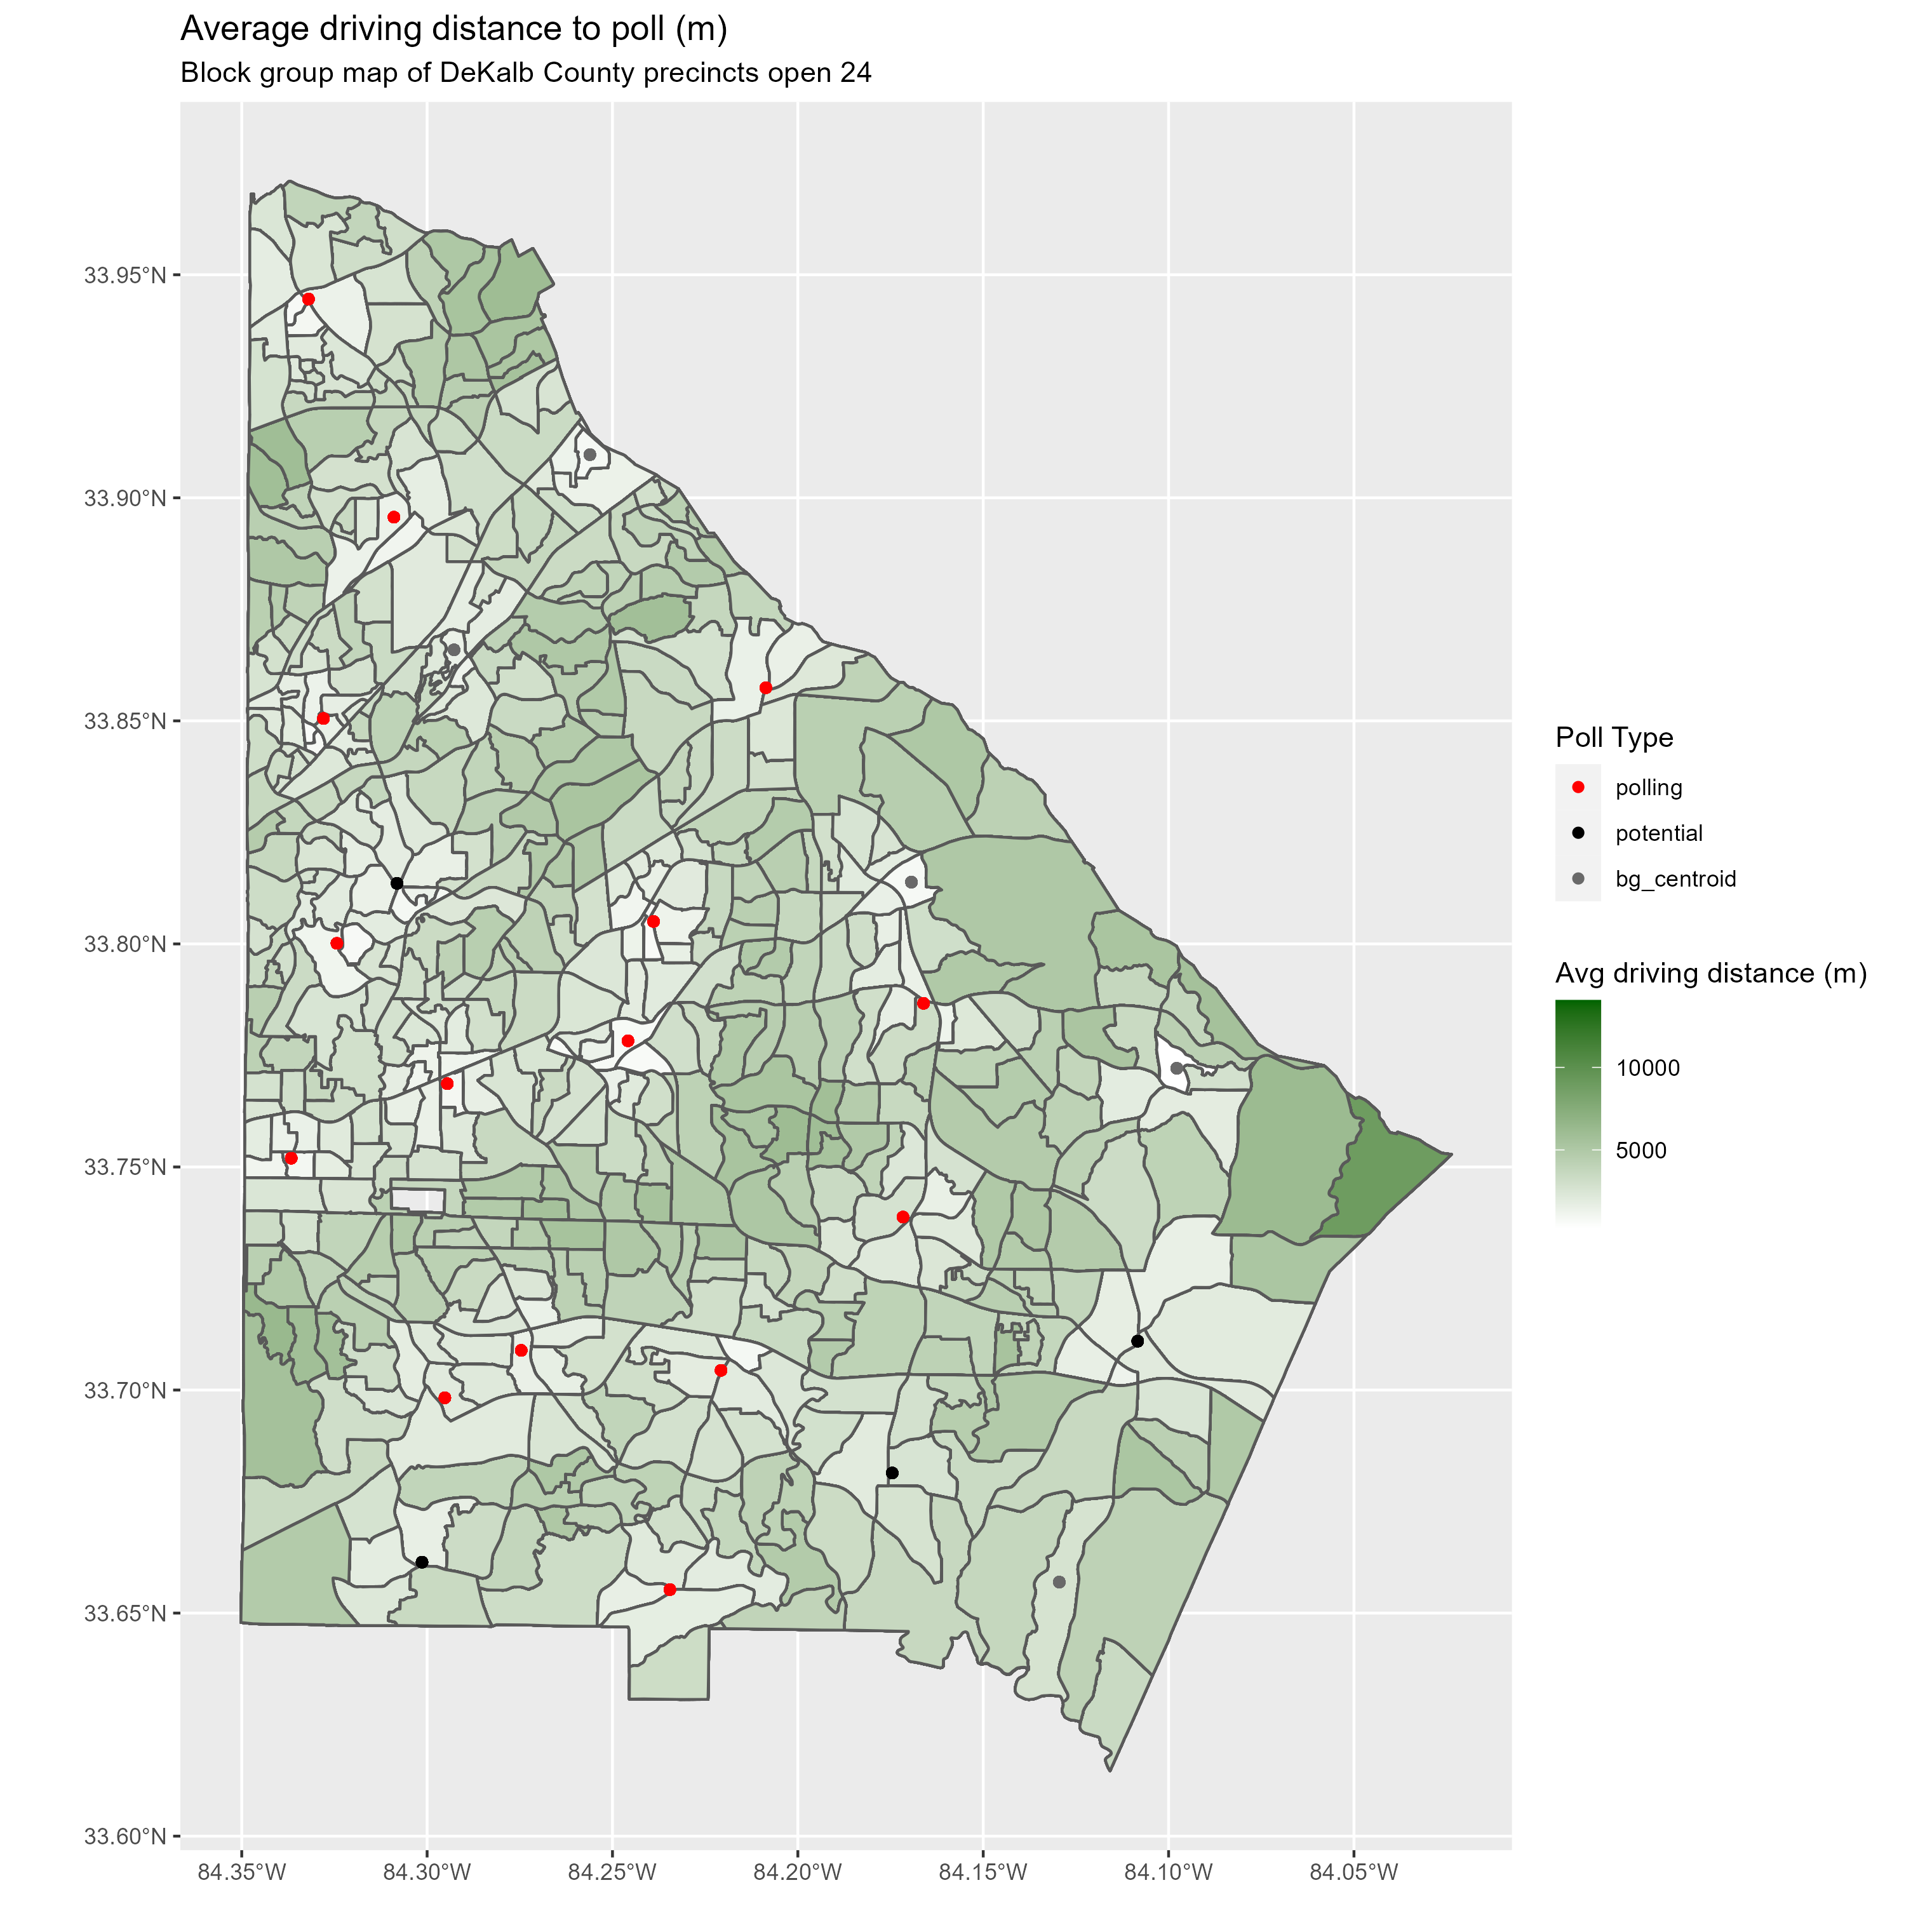 Average driving distance to poll (m)
Block group map of DeKalb County precincts open 24
33.95°N
33.90°N
33.85°N
33.80°N
33.75°N
33.70°N
33.65°N
33.60°N
84.35°W 84.30°W 84.25°W 84.20°W 84.15°W 84.10°W 84.05°W
Poll Type
polling
potential
bg_centroid
Avg driving distance (m)
10000
5000